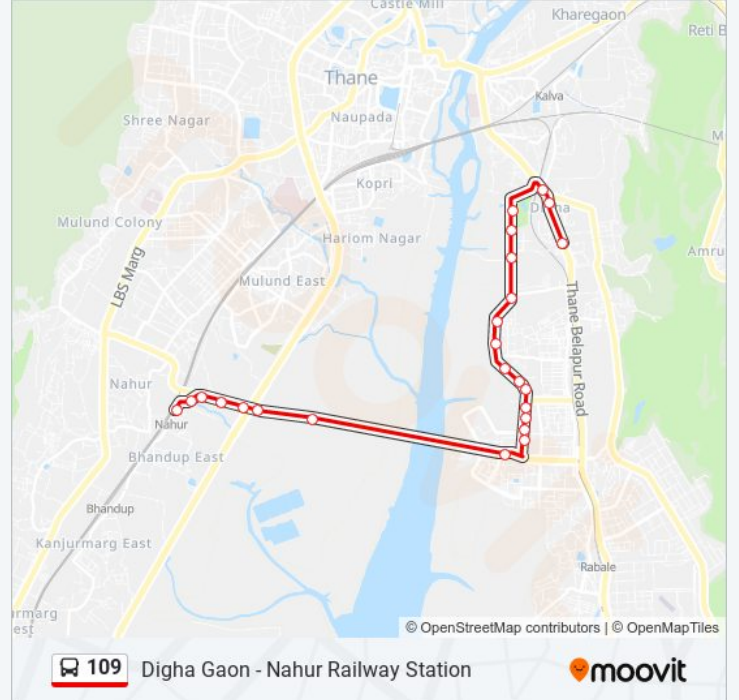 Castle Mill
Kharegaon
Reti B
Thane
Kalva
Shree Nagar
Naupada
M
Kopri
Mulund Colony
Hariom Nagar
Amru
LBS Marg
Mulund East
Thane Belapur Road
Nahur
Nahur
Bhandup East
Bhandup
Kanjurmarg East
Rabale
urmarg
est
© OpenStreetMap contributors | © OpenMapTiles
109 Digha Gaon - Nahur Railway Station
moovit